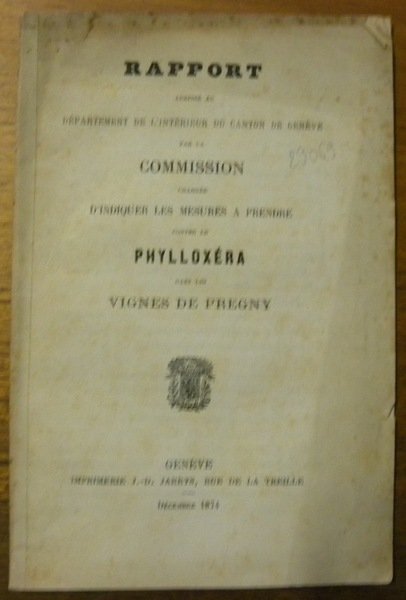 RAPPORT
ADRESSÉ AU
DÉPARTEMENT DE L'INTÉRIEUR DU CANTON DE GENÈVE
PAR LA
COMMISSION
CHARGÉE
D'INDIQUER LES MESURES A PRENDRE
CONTRE LE
PHYLLOXÉRA
DANS LES
VIGNES DE PREGNY
GENÈVE
IMPRIMERIE J.-G. JARRYS, RUE DE LA TREILLE
DÉCEMBRE 1874